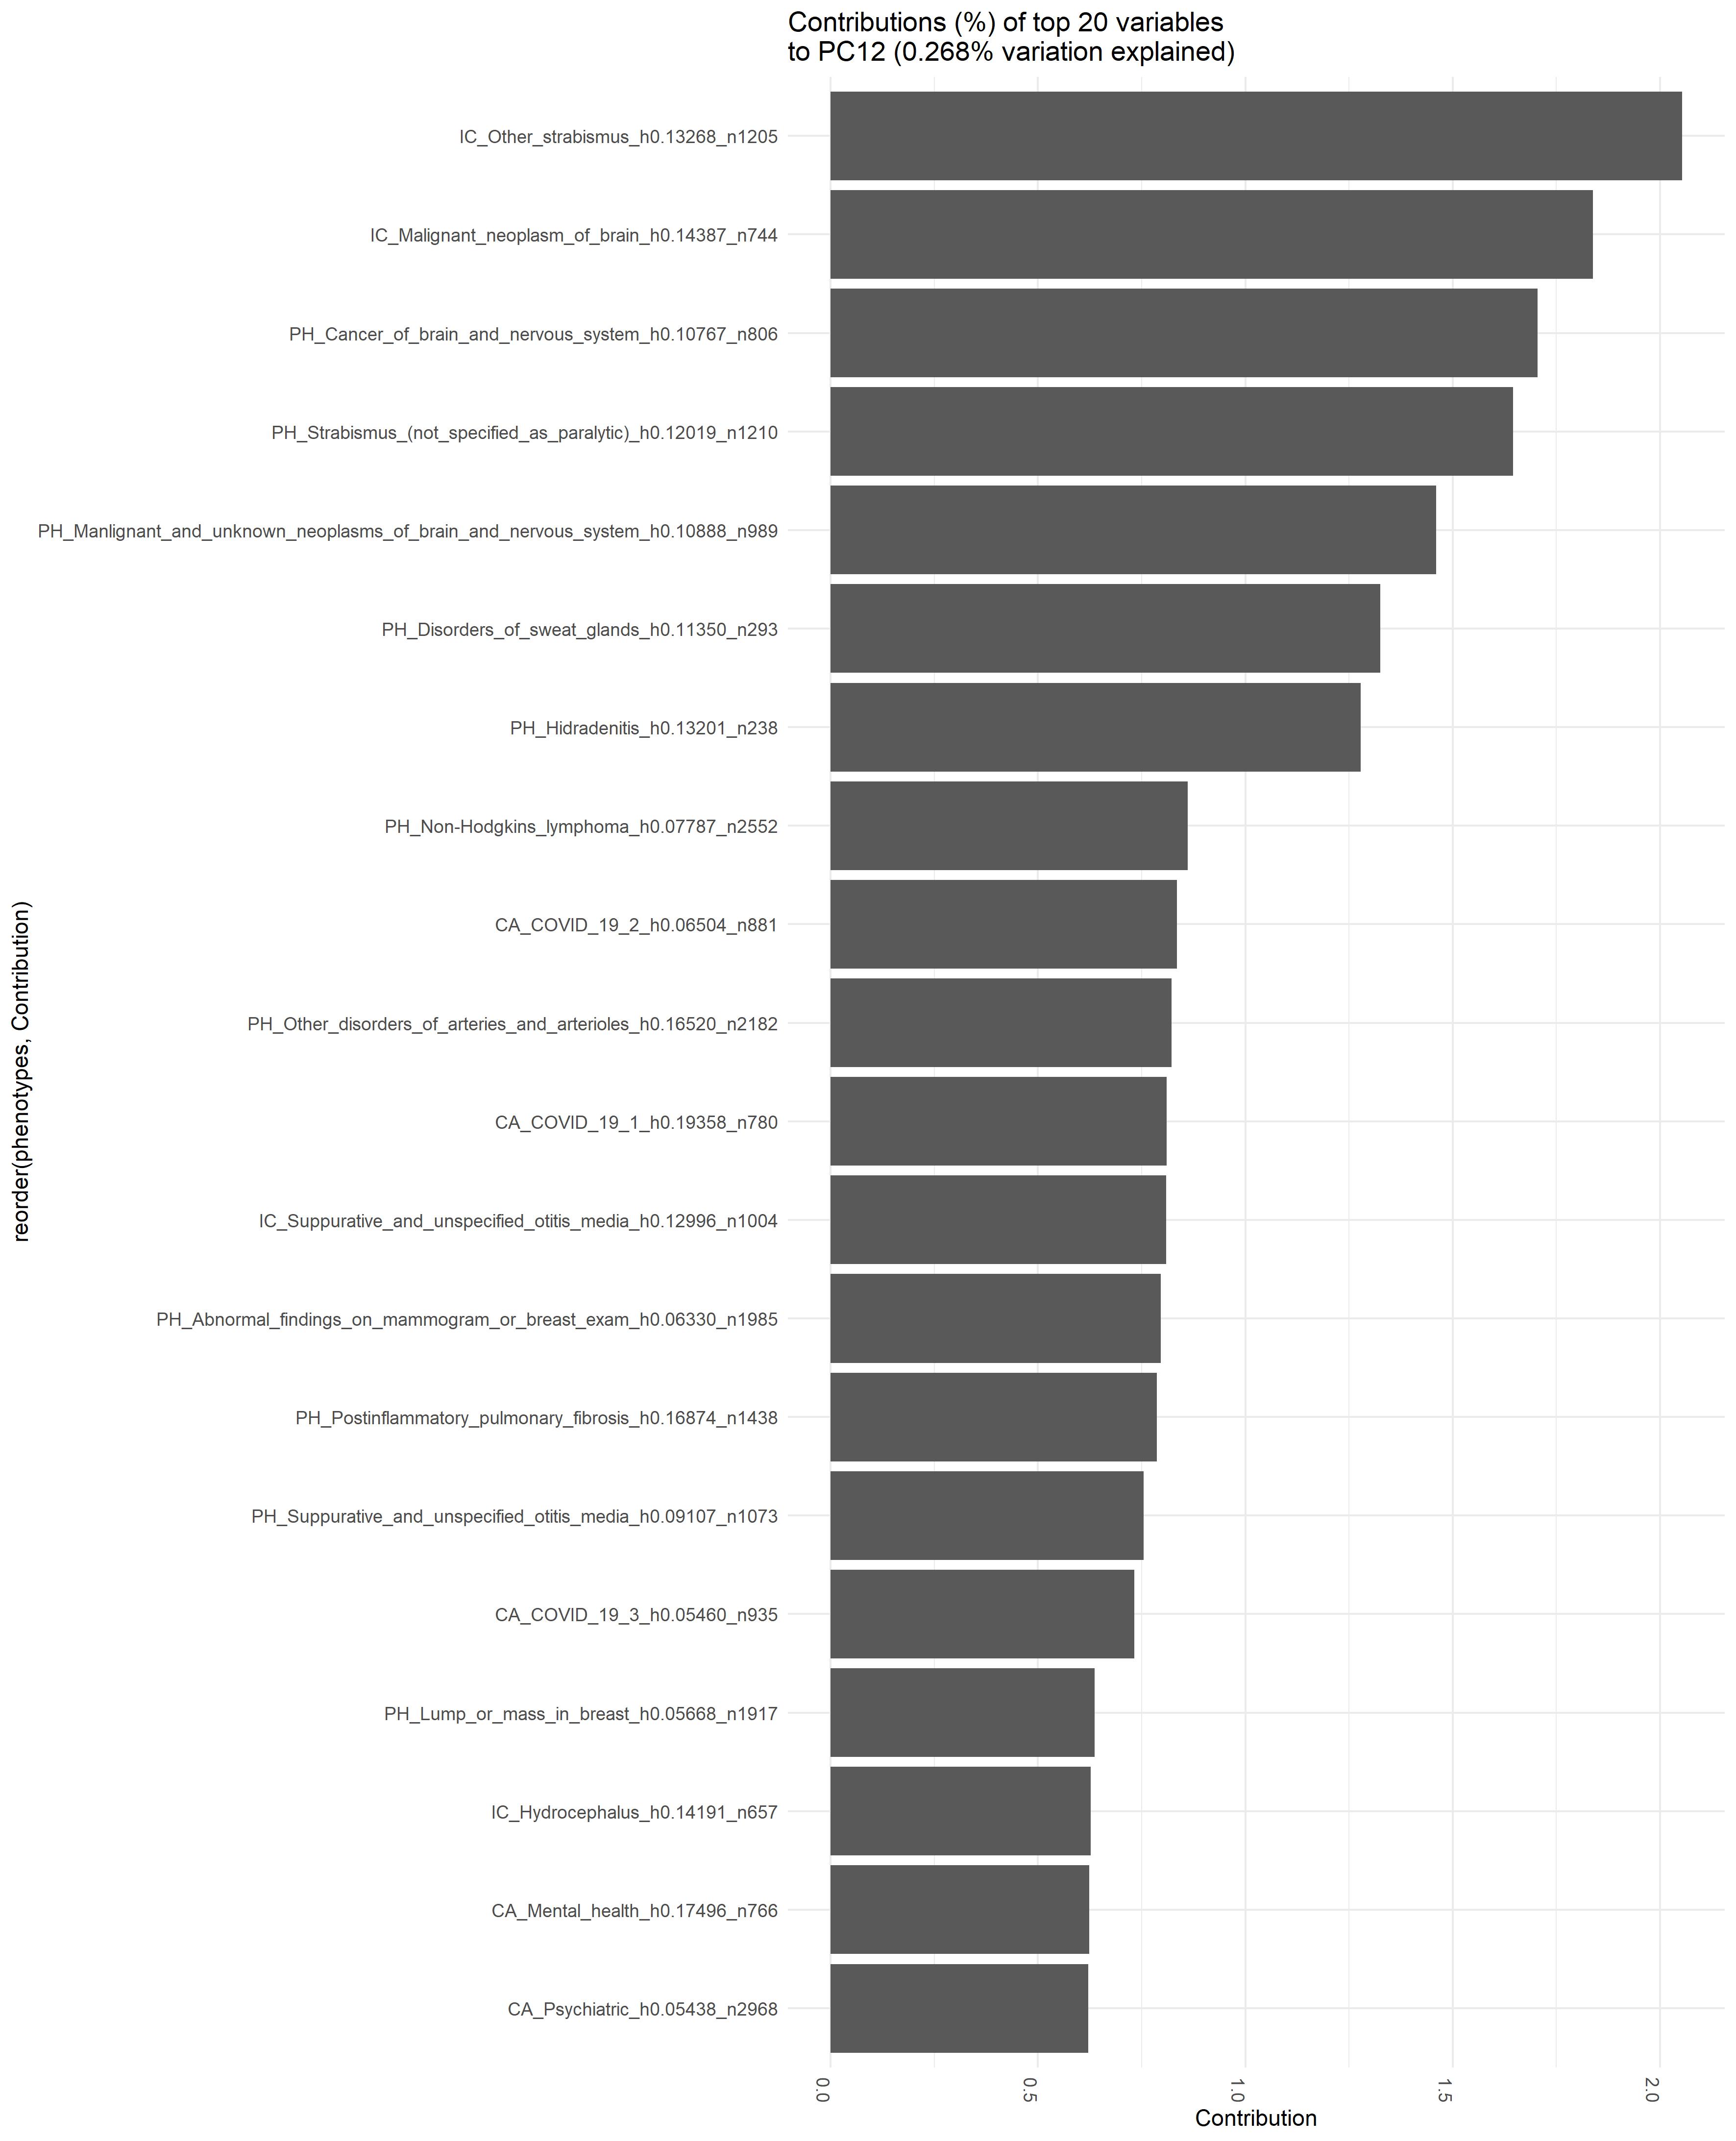 Contributions (%) of top 20 variables
to PC12 (0.268% variation explained)
IC_Other_strabismus_h0.13268_n1205
IC_Malignant_neoplasm_of_brain_h0.14387_n744
PH_Cancer_of_brain_and_nervous_system_h0.10767_n806
PH_Strabismus_(not_specified_as_paralytic)_h0.12019_n1210
PH_Manlignant_and_unknown_neoplasms_of_brain_and_nervous_system_h0.10888_n989
PH_Disorders_of_sweat_glands_h0.11350_n293
PH_Hidradenitis_h0.13201_n238
PH_Non-Hodgkins_lymphoma_h0.07787_n2552
CA_COVID_19_2_h0.06504_n881
PH_Other_disorders_of_arteries_and_arterioles_h0.16520_n2182
CA_COVID_19_1_h0.19358_n780
IC_Suppurative_and_unspecified_otitis_media_h0.12996_n1004
PH_Abnormal_findings_on_mammogram_or_breast_exam_h0.06330_n1985
PH_Postinflammatory_pulmonary_fibrosis_h0.16874_n1438
PH_Suppurative_and_unspecified_otitis_media_h0.09107_n1073
CA_COVID_19_3_h0.05460_n935
PH_Lump_or_mass_in_breast_h0.05668_n1917
IC_Hydrocephalus_h0.14191_n657
CA_Mental_health_h0.17496_n766
CA_Psychiatric_h0.05438_n2968
reorder(phenotypes, Contribution)
0.0
0.5
1.0
1.5
2.0
Contribution